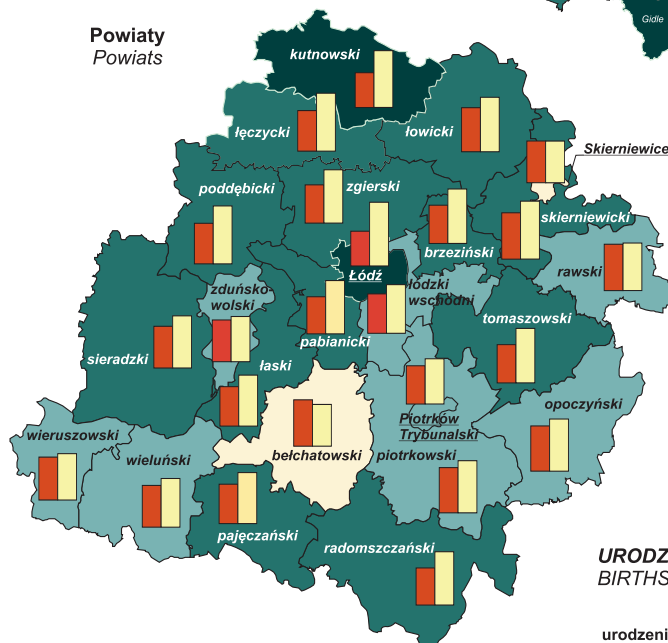 Gidle
Powiaty
Powiats
kutnowski
łęczycki
łowicki
Skierniewice
poddębicki
zgierski
skierniewicki
brzeziński
rawski
Łódź
łódzki
wschodni
zduńsko-
wolski
tomaszowski
pabianicki
sieradzki
łaski
opoczyński
Piotrków
Trybunalski
wieruszowski
wieluński
bełchatowski
piotrkowski
pajęczański
radomszczański
URODZ
BIRTHS
urodzeni